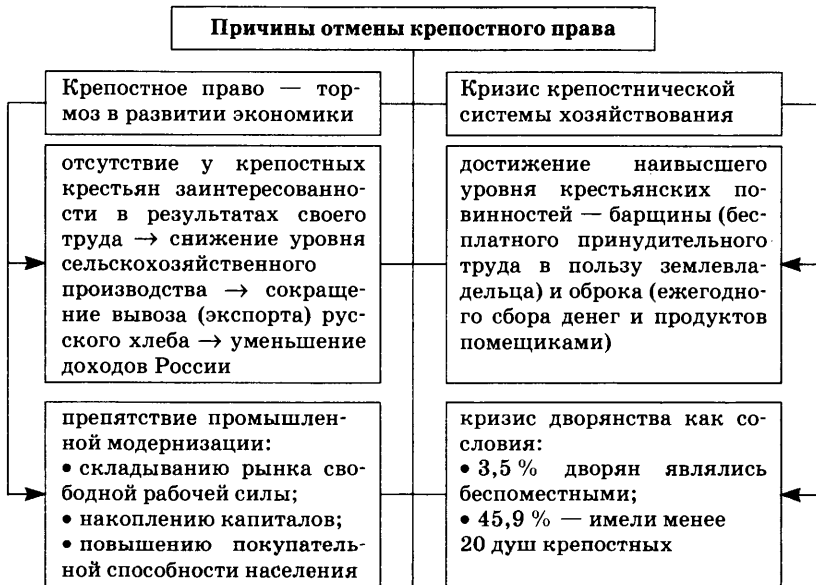 Причины отмены крепостного права
Крепостное право — тор-
моз в развитии экономики
Кризис крепостнической
системы хозяйствования
отсутствие у крепостных
крестьян заинтересованно-
сти в результатах своего
труда → снижение уровня
сельскохозяйственного
производства → сокраще-
ние вывоза (экспорта) рус-
ского хлеба → уменьшение
доходов России
достижение наивысшего
уровня крестьянских по-
винностей — барщины (бес-
платного принудительного
труда в пользу землевла-
дельца) и оброка (ежегодно-
го сбора денег и продуктов
помещиками)
препятствие промышлен-
ной модернизации:
• складыванию рынка сво-
бодной рабочей силы;
• накоплению капиталов;
• повышению покупатель-
ной способности населения
кризис дворянства как со-
словия:
• 3,5 % дворян являлись
беспоместными;
• 45,9 % — имели менее
20 душ крепостных